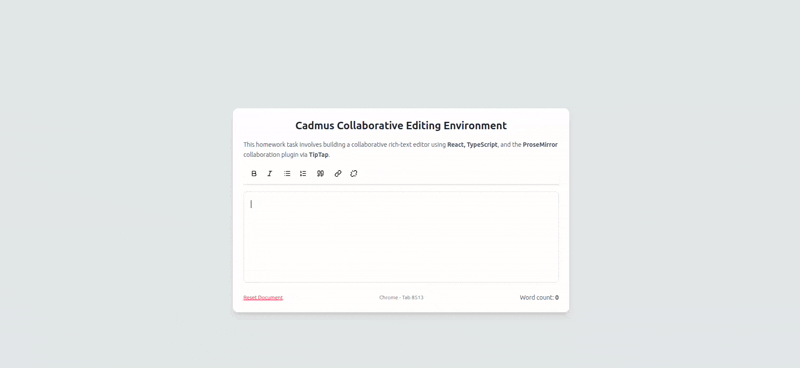 Cadmus Collaborative Editing Environment
This homework task involves building a collaborative rich-text editor using React, TypeScript, and the ProseMirror
collaboration plugin via TipTap.
B I
Reset Document Chrome - Tab 8513 Word count: 0